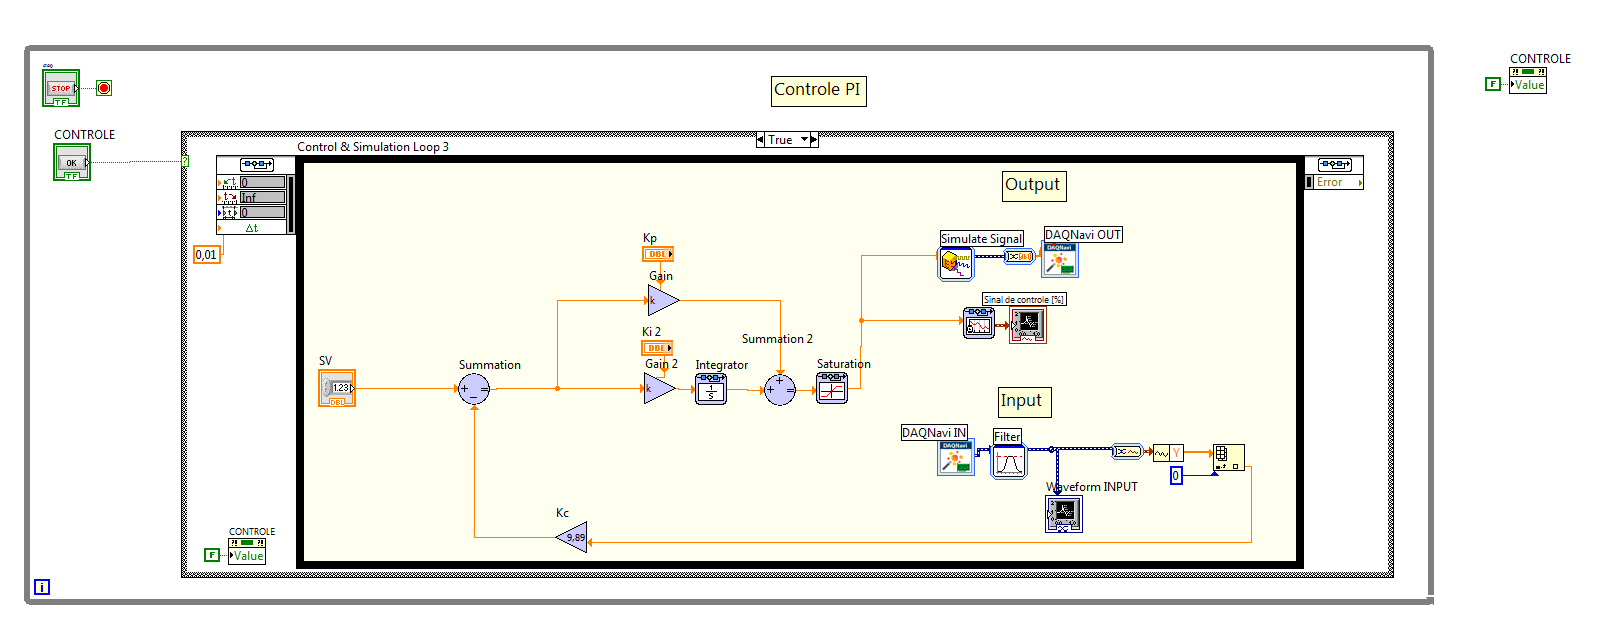 CONTROLE
F
Value
STOP
TF
Controle PI
CONTROLE
OK
TF
?
True
Control & Simulation Loop 3
0
Inf
0
Δt
0,01
Error
Output
Kp
DBL
Gain
k
Simulate Signal
DAQNavi OUT
DAQNavi
Sinal de controle [%]
Ki 2
DBL
Summation 2
SV
1.23
DBL
Summation
Gain 2
k
Integrator
1
s
Saturation
Input
DAQNavi IN
DAQNavi
Filter
Y
0
Waveform INPUT
Kc
9,89
CONTROLE
F
Value
i